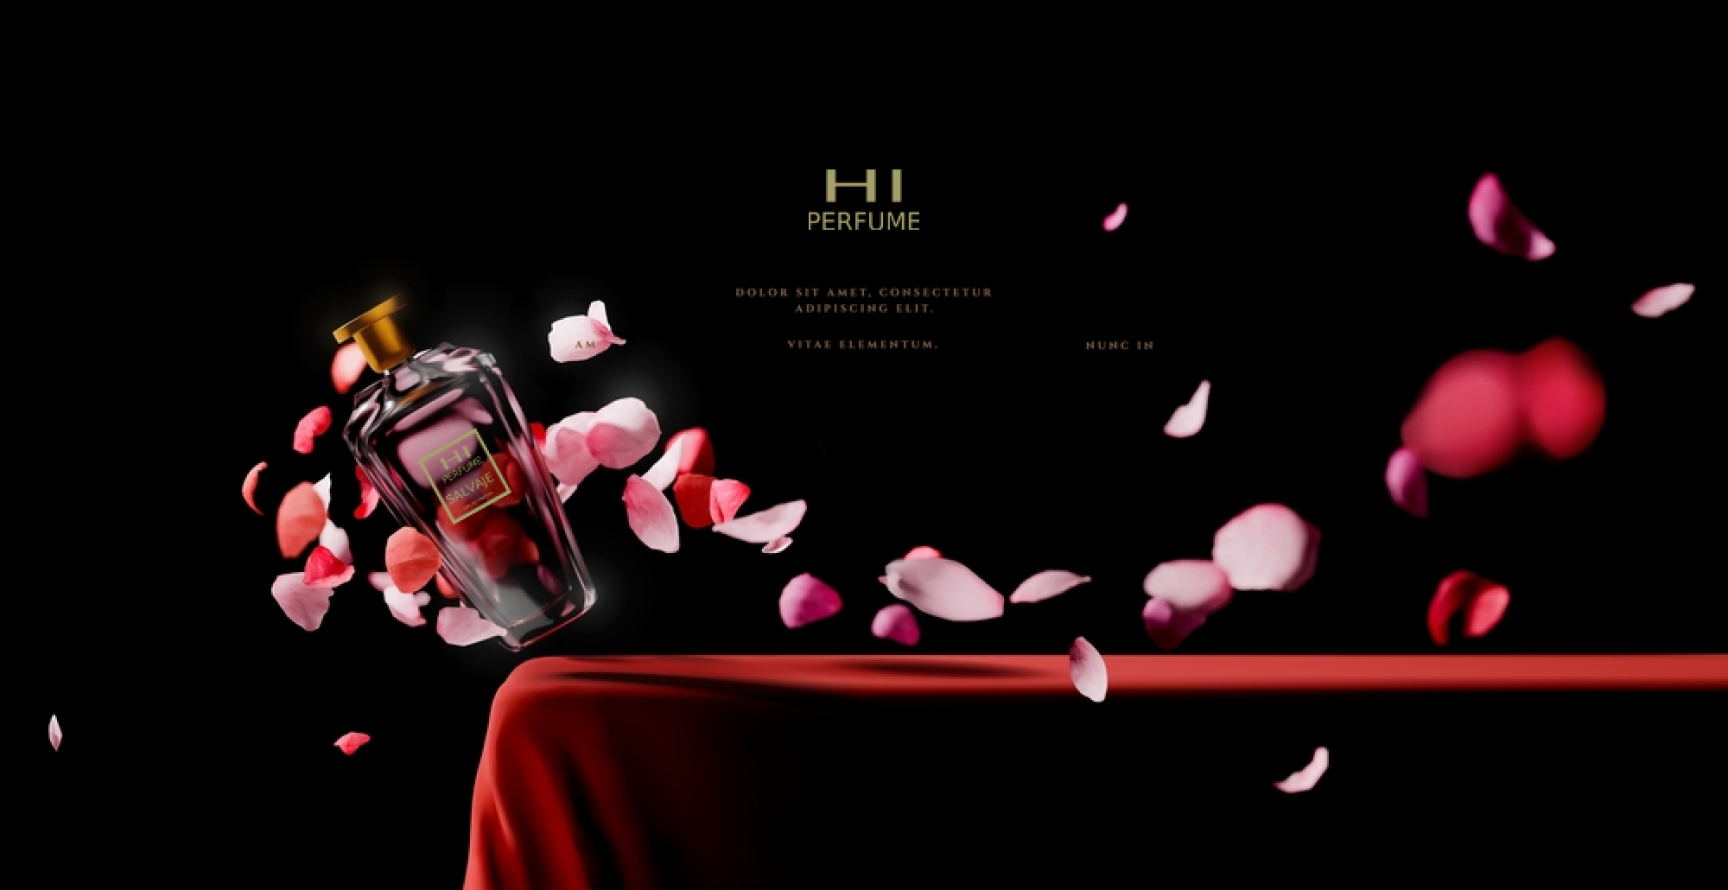 HI
PERFUME
DOLOR SIT AMET, CONSECTETUR
ADIPISCING ELIT.
AM
VITAE ELEMENTUM.
NUNC IN
HI
PERFUME
SALVAJE